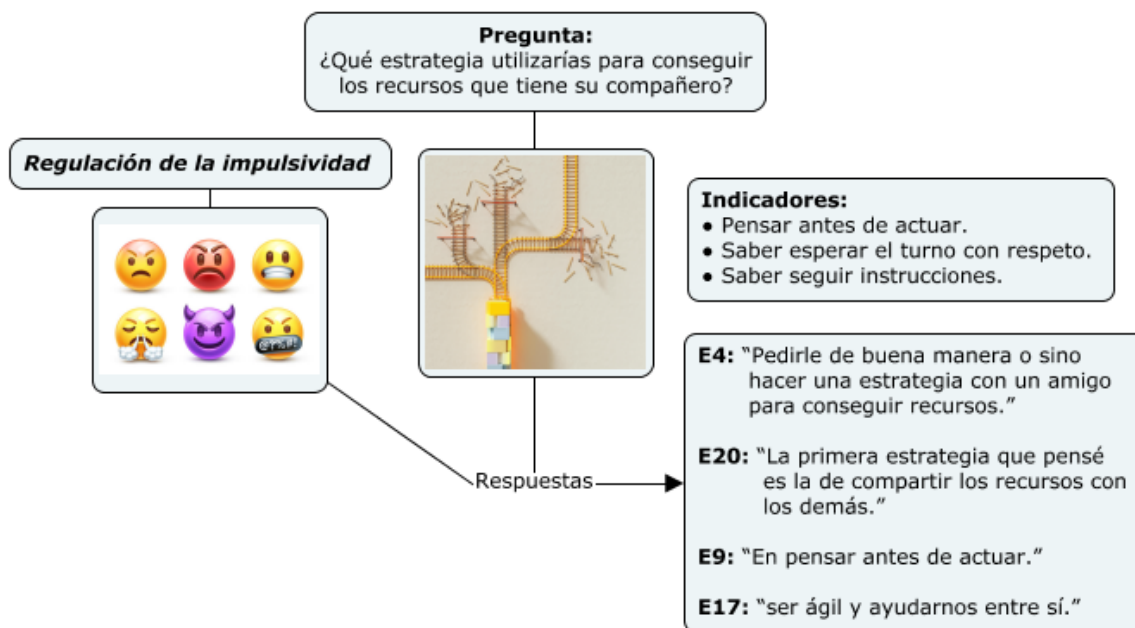 Pregunta:
¿Qué estrategia utilizarías para conseguir
los recursos que tiene su compañero?
Regulación de la impulsividad
Indicadores:
● Pensar antes de actuar.
● Saber esperar el turno con respeto.
● Saber seguir instrucciones.
E4: “Pedirle de buena manera o sino
hacer una estrategia con un amigo
para conseguir recursos.”
E20: “La primera estrategia que pensé
es la de compartir los recursos con
los demás.”
E9: “En pensar antes de actuar.”
E17: “ser ágil y ayudarnos entre sí.”
Respuestas